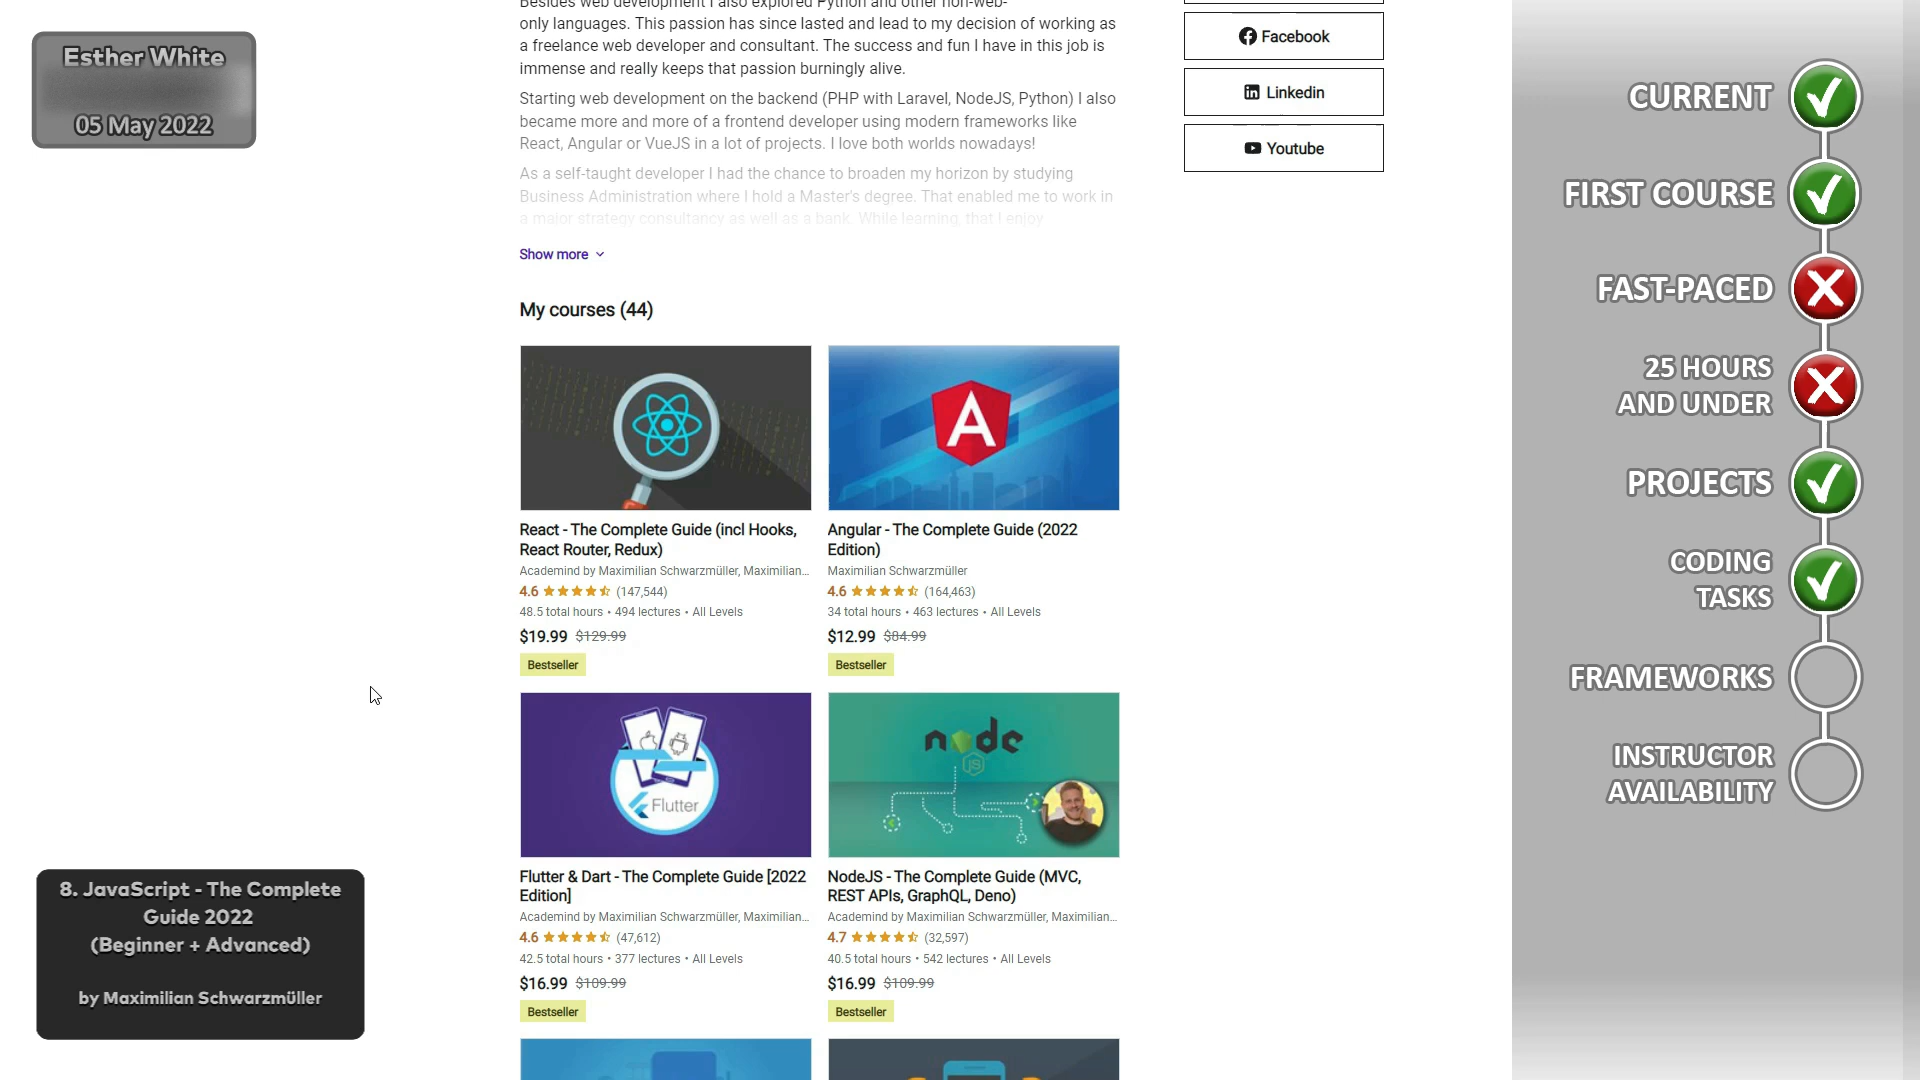 Esther White
05 May 2022
only languages. This passion has since lasted and lead to my decision of working as
a freelance web developer and consultant. The success and fun I have in this job is
immense and really keeps that passion burningly alive.
Starting web development on the backend (PHP with Laravel, NodeJS, Python) I also
became more and more of a frontend developer using modern frameworks like
React, Angular or VueJS in a lot of projects. I love both worlds nowadays!
As a self-taught developer I had the chance to broaden my horizon by studying
Business Administration where I hold a Master's degree. That enabled me to work in
a major strategy consultancy as well as a bank. While learning, that I enjoy
Show more
Facebook
Linkedin
Youtube
My courses (44)
React - The Complete Guide (incl Hooks,
React Router, Redux)
Academind by Maximilian Schwarzmüller, Maximilian...
4.6 (147,544)
48.5 total hours • 494 lectures • All Levels
$19.99 $129.99
Bestseller
A
Angular - The Complete Guide (2022
Edition)
Maximilian Schwarzmüller
4.6 (164,463)
34 total hours • 463 lectures • All Levels
$12.99 $84.99
Bestseller
Flutter
Flutter & Dart - The Complete Guide [2022
Edition]
Academind by Maximilian Schwarzmüller, Maximilian...
4.6 (47,612)
42.5 total hours • 377 lectures • All Levels
$16.99 $109.99
Bestseller
node
JS
NodeJS - The Complete Guide (MVC,
REST APIs, GraphQL, Deno)
Academind by Maximilian Schwarzmüller, Maximilian...
4.7 (32,597)
40.5 total hours • 542 lectures • All Levels
$16.99 $109.99
Bestseller
8. JavaScript - The Complete
Guide 2022
(Beginner + Advanced)
by Maximilian Schwarzmüller
CURRENT
FIRST COURSE
FAST-PACED
25 HOURS
AND UNDER
PROJECTS
CODING
TASKS
FRAMEWORKS
INSTRUCTOR
AVAILABILITY